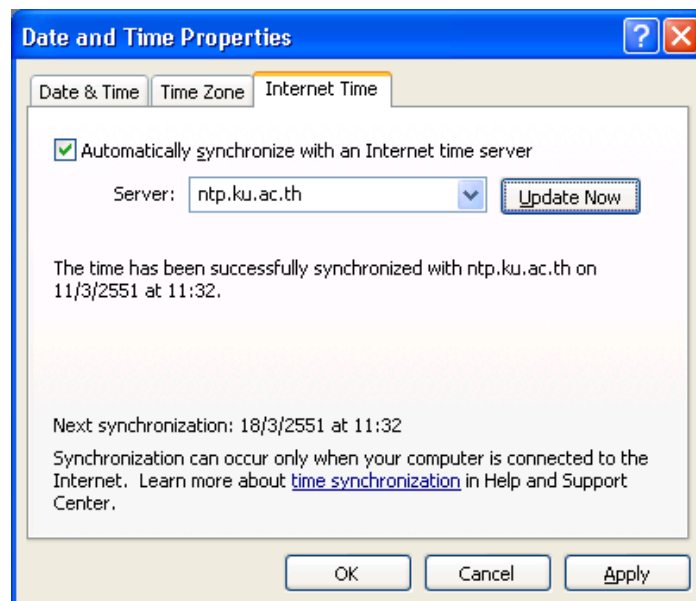 Date and Time Properties
Date & Time
Time Zone
Internet Time
Automatically synchronize with an Internet time server
Server:
ntp.ku.ac.th
Update Now
The time has been successfully synchronized with ntp.ku.ac.th on
11/3/2551 at 11:32.
Next synchronization: 18/3/2551 at 11:32
Synchronization can occur only when your computer is connected to the
Internet. Learn more about time synchronization in Help and Support
Center.
OK
Cancel
Apply